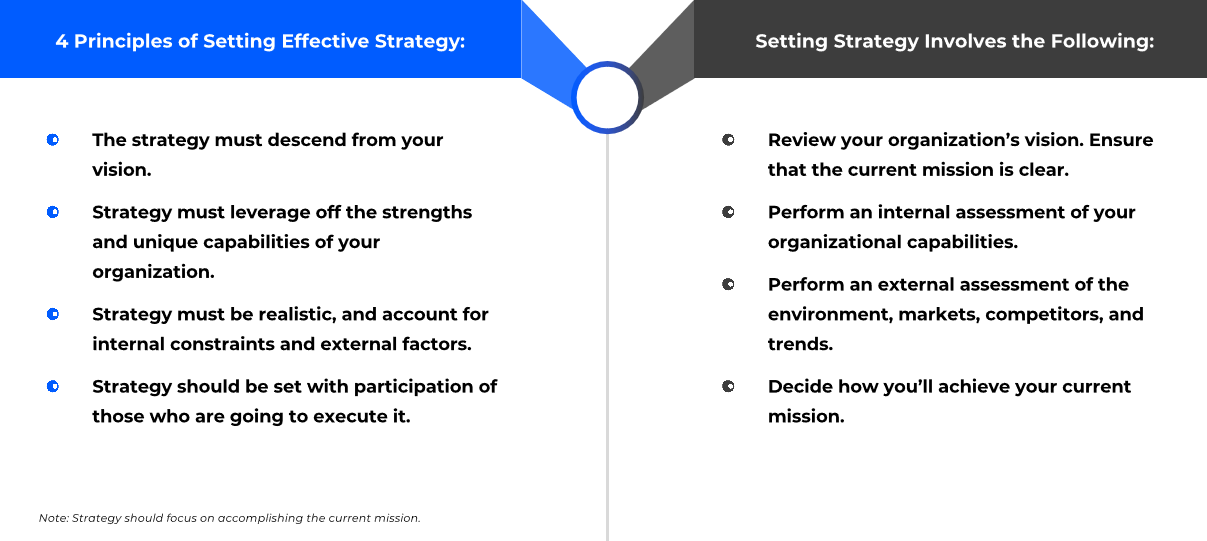 4 Principles of Setting Effective Strategy:
The strategy must descend from your
vision.
Strategy must leverage off the strengths
and unique capabilities of your
organization.
Strategy must be realistic, and account for
internal constraints and external factors.
Strategy should be set with participation of
those who are going to execute it.
Note: Strategy should focus on accomplishing the current mission.
Setting Strategy Involves the Following:
Review your organization’s vision. Ensure
that the current mission is clear.
Perform an internal assessment of your
organizational capabilities.
Perform an external assessment of the
environment, markets, competitors, and
trends.
Decide how you’ll achieve your current
mission.